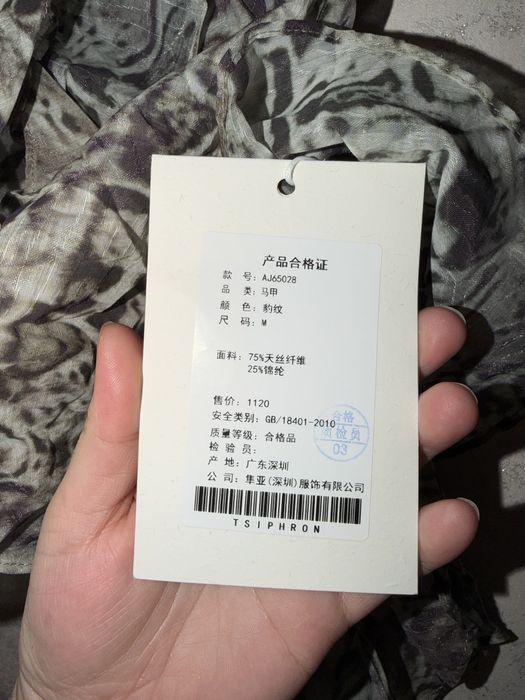 产品合格证
款 号: AJ65028
品 类: 马甲
颜 色: 豹纹
尺 码: M
面料: 75%天丝纤维
25%锦纶
售价: 1120
安全类别: GB/18401-2010
质量等级: 合格品
检 验 员:
产 地: 广东深圳
公 司: 隼亚(深圳)服饰有限公司
TSIPHRON
合格
检员
03